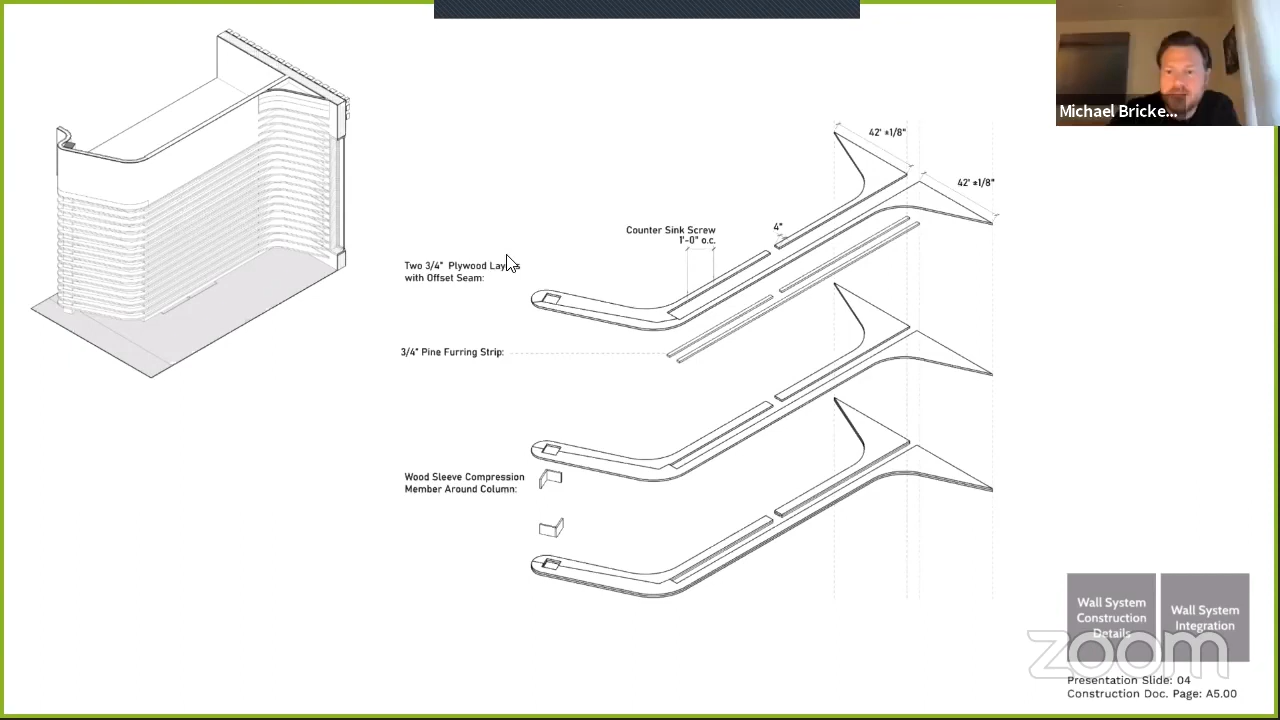 Michael Bricke...
42' ±1/8"
42' ±1/8"
4"
Counter Sink Screw
1'-0" o.c.
Two 3/4" Plywood Layers
with Offset Seam:
3/4" Pine Furring Strip:
Wood Sleeve Compression
Member Around Column:
Wall System
Construction
Details
Wall System
Integration
zoom
Presentation Slide: 04
Construction Doc. Page: A5.00